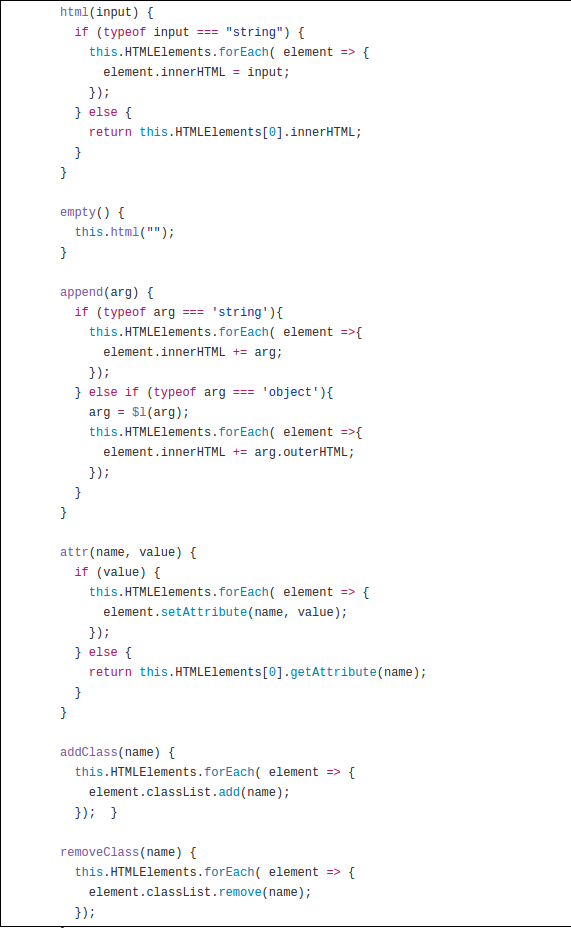 html(input) {
  if (typeof input === "string") {
    this.HTMLElements.forEach( element => {
      element.innerHTML = input;
    });
  } else {
    return this.HTMLElements[0].innerHTML;
  }
}

empty() {
  this.html("");
}

append(arg) {
  if (typeof arg === 'string'){
    this.HTMLElements.forEach( element =>{
      element.innerHTML += arg;
    });
  } else if (typeof arg === 'object'){
    arg = $l(arg);
    this.HTMLElements.forEach( element =>{
      element.innerHTML += arg.outerHTML;
    });
  }
}

attr(name, value) {
  if (value) {
    this.HTMLElements.forEach( element => {
      element.setAttribute(name, value);
    });
  } else {
    return this.HTMLElements[0].getAttribute(name);
  }
}

addClass(name) {
  this.HTMLElements.forEach( element => {
    element.classList.add(name);
  });  }

removeClass(name) {
  this.HTMLElements.forEach( element => {
    element.classList.remove(name);
  });